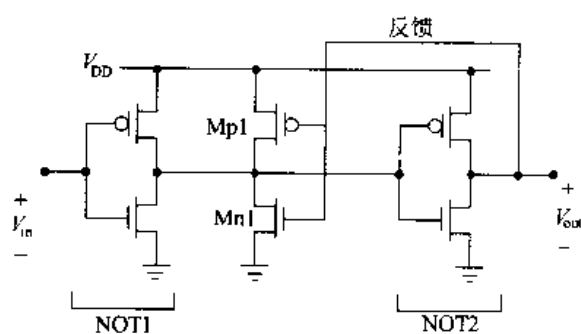 反馈
V_DD
Mp1
Mn1
+
V_in
−
+
V_out
−
NOT1
NOT2